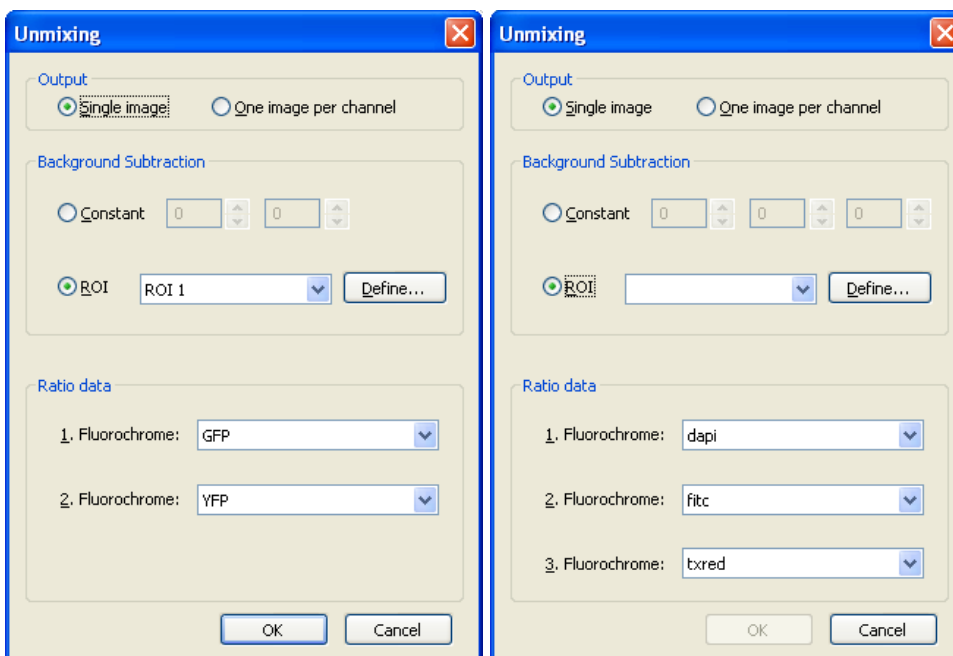 Unmixing
Output
Single image One image per channel
Background Subtraction
Constant 0 0
ROI ROI 1 Define...
Ratio data
1. Fluorochrome: GFP
2. Fluorochrome: YFP
OK Cancel
Unmixing
Output
Single image One image per channel
Background Subtraction
Constant 0 0 0
ROI Define...
Ratio data
1. Fluorochrome: dapi
2. Fluorochrome: fitc
3. Fluorochrome: txred
OK Cancel